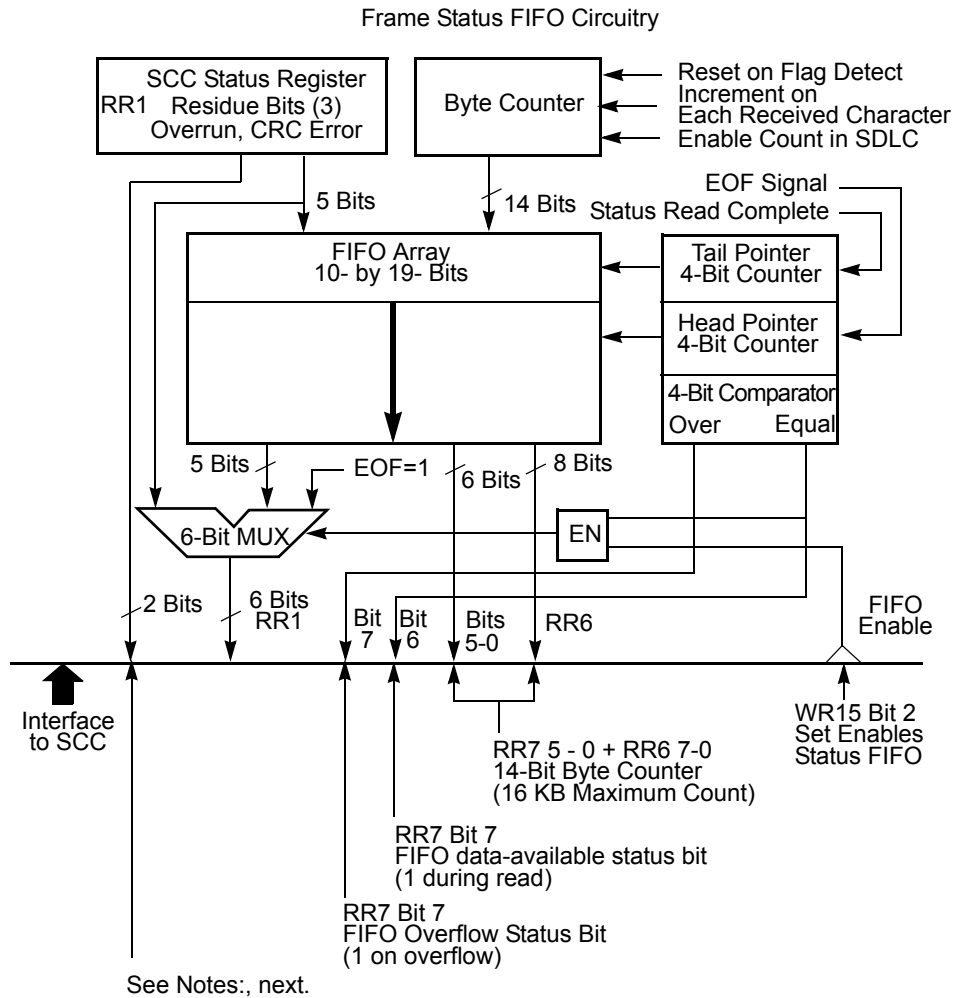 Frame Status FIFO Circuitry
SCC Status Register
RR1
Residue Bits (3)
Overrun, CRC Error
Byte Counter
Reset on Flag Detect
Increment on
Each Received Character
Enable Count in SDLC
5 Bits
14 Bits
EOF Signal
Status Read Complete
FIFO Array
10- by 19- Bits
Tail Pointer
4-Bit Counter
Head Pointer
4-Bit Counter
4-Bit Comparator
Over
Equal
5 Bits
EOF=1
6 Bits
8 Bits
6-Bit MUX
EN
2 Bits
6 Bits
RR1
Bit
7
Bit
6
Bits
5-0
RR6
FIFO
Enable
Interface
to SCC
WR15 Bit 2
Set Enables
Status FIFO
RR7 5 - 0 + RR6 7-0
14-Bit Byte Counter
(16 KB Maximum Count)
RR7 Bit 7
FIFO data-available status bit
(1 during read)
RR7 Bit 7
FIFO Overflow Status Bit
(1 on overflow)
See Notes:, next.